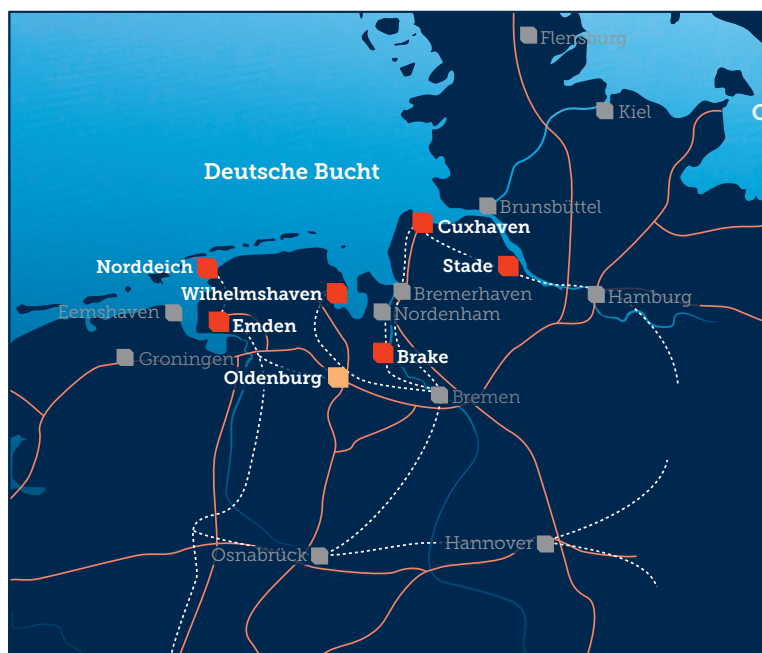 Flensburg
Kiel
O
Deutsche Bucht
Brunsbüttel
Cuxhaven
Norddeich
Stade
Wilhelmshaven
Bremerhaven
Hamburg
Eemshaven
Nordenham
Emden
Groningen
Brake
Oldenburg
Bremen
Hannover
Osnabrück